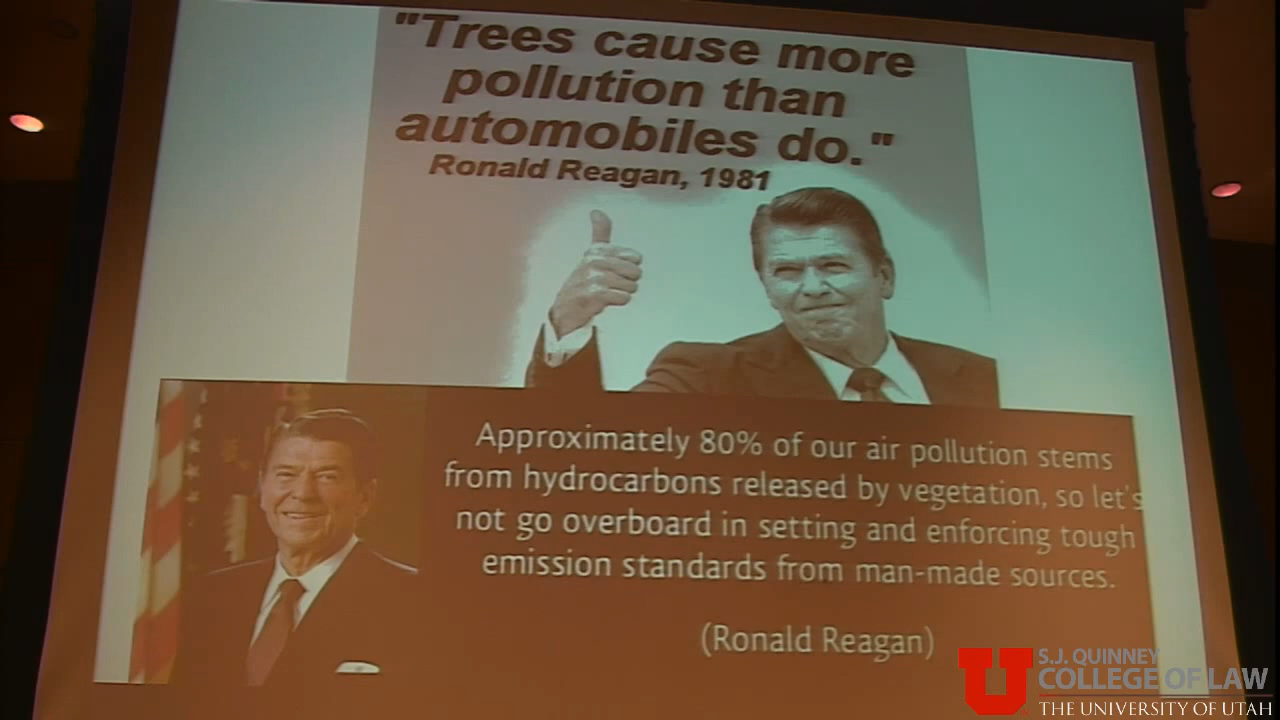 "Trees cause more
pollution than
automobiles do."
Ronald Reagan, 1981
Approximately 80% of our air pollution stems
from hydrocarbons released by vegetation, so let's
not go overboard in setting and enforcing tough
emission standards from man-made sources.
(Ronald Reagan)
U
S.J. QUINNEY
COLLEGE OF LAW
THE UNIVERSITY OF UTAH